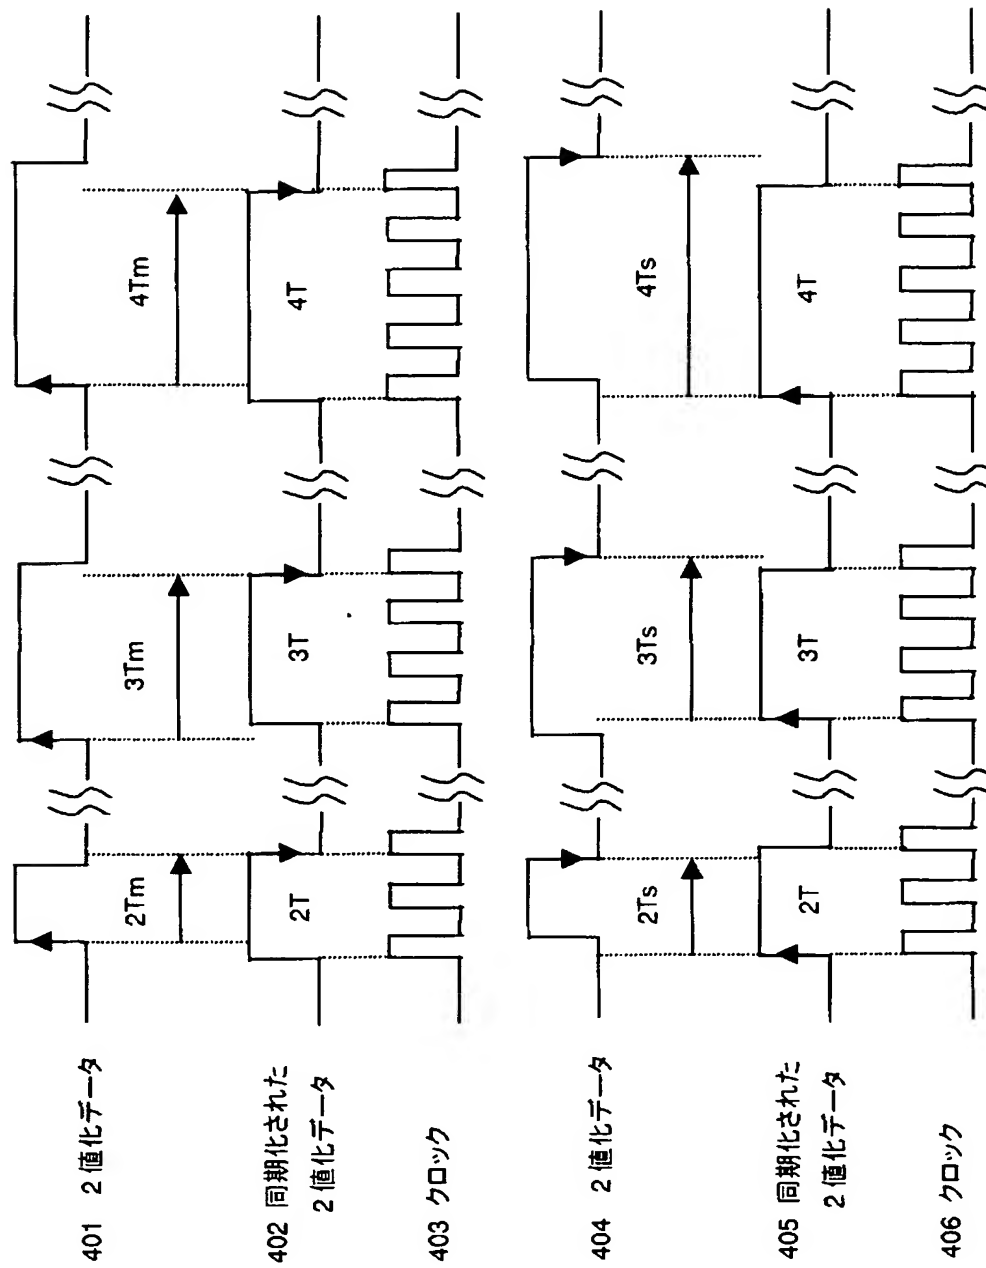 401 2値化データ
2Tm
3Tm
4Tm
402 同期化された
2値化データ
2T
3T
4T
403 クロック
404 2値化データ
2Ts
3Ts
4Ts
405 同期化された
2値化データ
2T
3T
4T
406 クロック